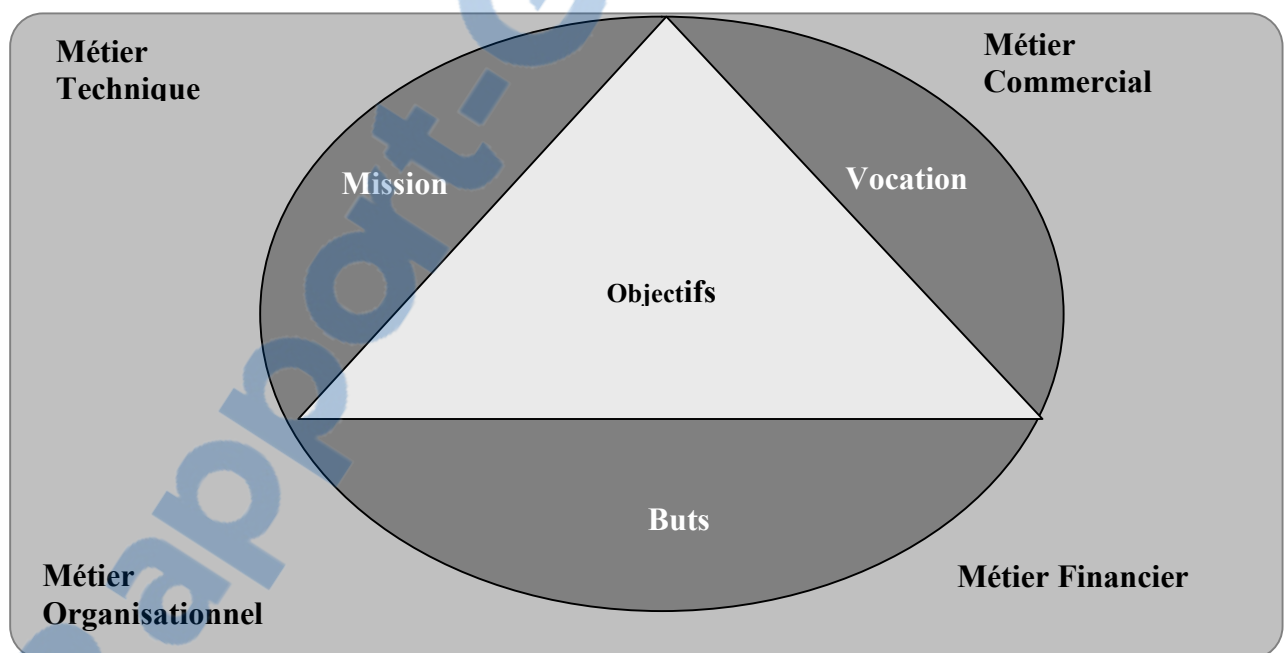 Métier
Technique
Métier
Commercial
Mission
Vocation
Objectifs
Buts
Métier
Organisationnel
Métier Financier